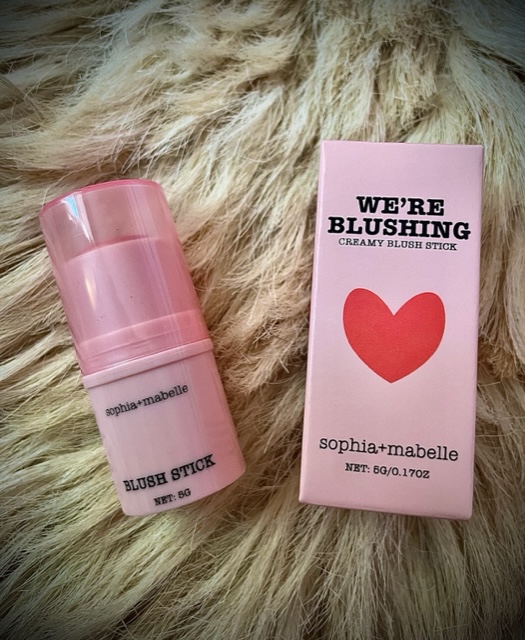 sophia+mabelle
BLUSH STICK
NET: 5G
WE'RE
BLUSHING
CREAMY BLUSH STICK
sophia+mabelle
NET: 5G/0.17OZ